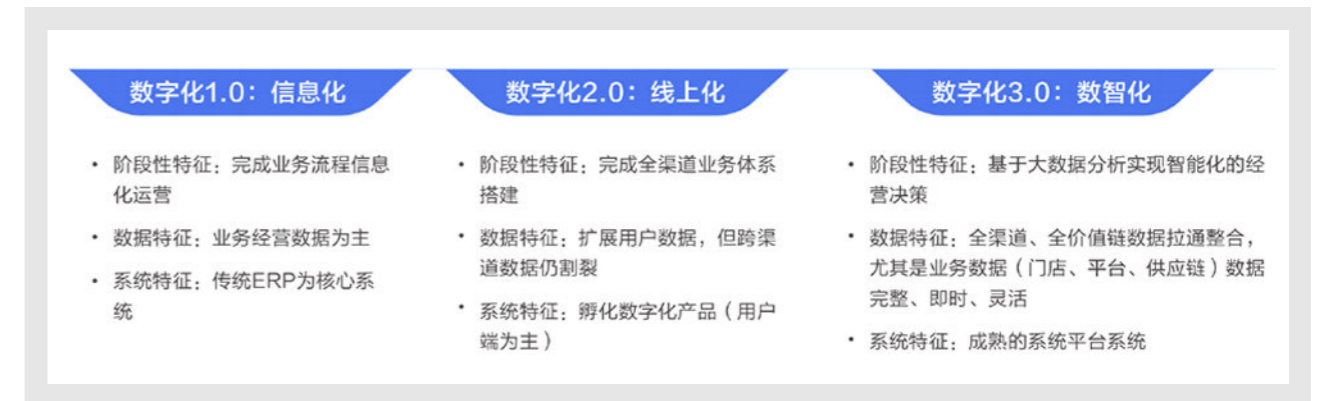 数字化1.0：信息化
• 阶段性特征：完成业务流程信息
化运营
• 数据特征：业务经营数据为主
• 系统特征：传统ERP为核心系
统
数字化2.0：线上化
• 阶段性特征：完成全渠道业务体系
搭建
• 数据特征：扩展用户数据，但跨渠
道数据仍割裂
• 系统特征：孵化数字化产品（用户
端为主）
数字化3.0：数智化
• 阶段性特征：基于大数据分析实现智能化的经
营决策
• 数据特征：全渠道、全价值链数据拉通整合，
尤其是业务数据（门店、平台、供应链）数据
完整、即时、灵活
• 系统特征：成熟的系统平台系统